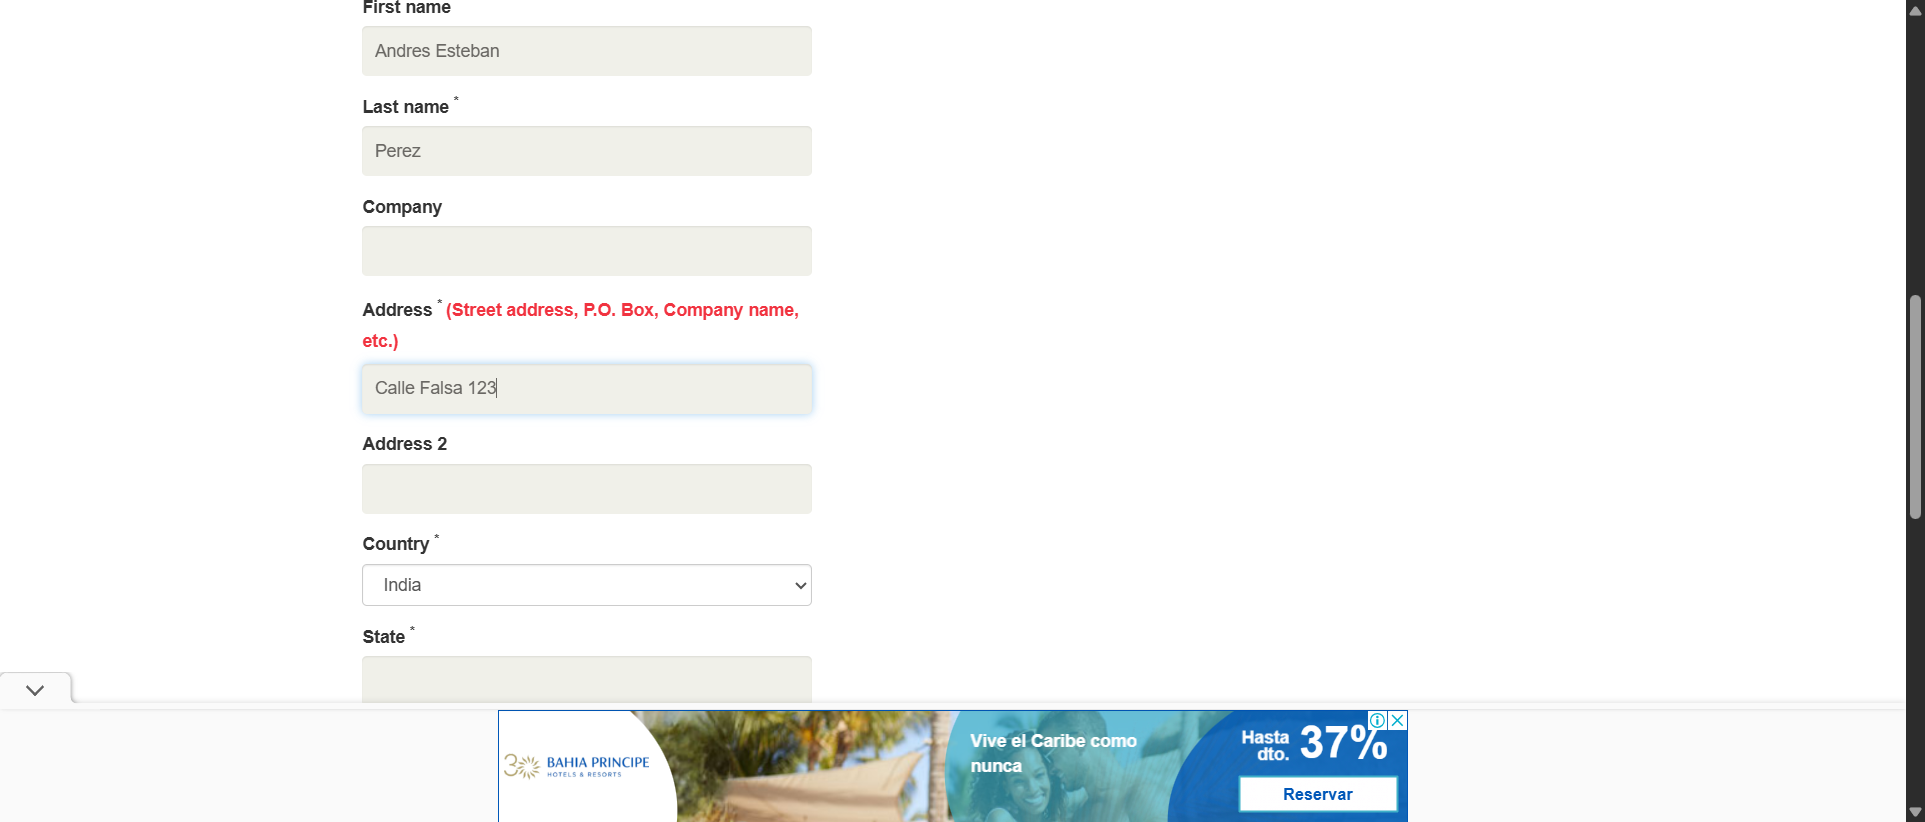 First name
Andres Esteban
Last name *
Perez
Company
Address * (Street address, P.O. Box, Company name,
etc.)
Calle Falsa 123
Address 2
Country *
India
State *
30 BAHIA PRINCIPE
HOTELS & RESORTS
Vive el Caribe como
nunca
Hasta
dto. 37%
Reservar